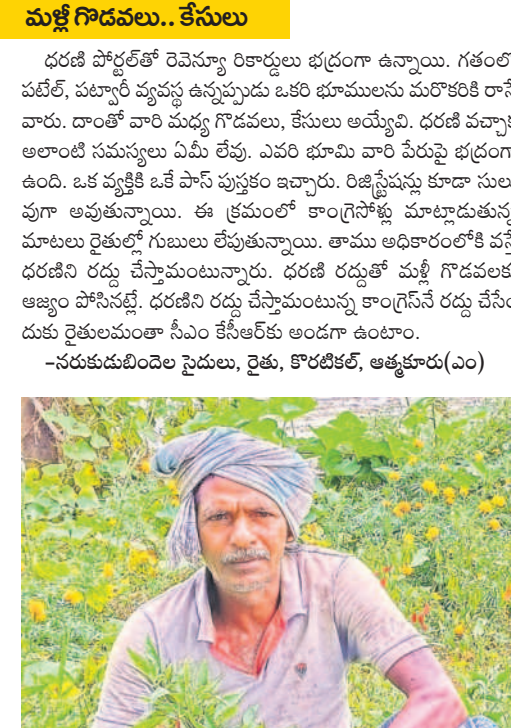 మళ్లీ గొడవలు.. కేసులు
ధరణి పోర్టల్‌తో రెవెన్యూ రికార్డులు భద్రంగా ఉన్నాయి. గతంలో
పటేల్, పట్వారీ వ్యవస్థ ఉన్నప్పుడు ఒకరి భూములను మరొకరికి రాసే
వారు. దాంతో వారి మధ్య గొడవలు, కేసులు అయ్యేవి. ధరణి వచ్చాక
అలాంటి సమస్యలు ఏమీ లేవు. ఎవరి భూమి వారి పేరుపై భద్రంగా
ఉంది. ఒక వ్యక్తికి ఒకే పాస్ పుస్తకం ఇచ్చారు. రిజిస్ట్రేషన్లు కూడా సులు
వుగా అవుతున్నాయి. ఈ క్రమంలో కాంగ్రెసోళ్లు మాట్లాడుతున్న
మాటలు రైతుల్లో గుబులు లేపుతున్నాయి. తాము అధికారంలోకి వస్తే
ధరణిని రద్దు చేస్తామంటున్నారు. ధరణి రద్దుతో మళ్లీ గొడవలకు
ఆజ్యం పోసినట్లే. ధరణిని రద్దు చేస్తామంటున్న కాంగ్రెస్‌నే రద్దు చేసేం
దుకు రైతులమంతా సీఎం కేసీఆర్‌కు అండగా ఉంటాం.
–నరుకుడుబిందెల సైదులు, రైతు, కొరటికల్, ఆత్మకూరు(ఎం)